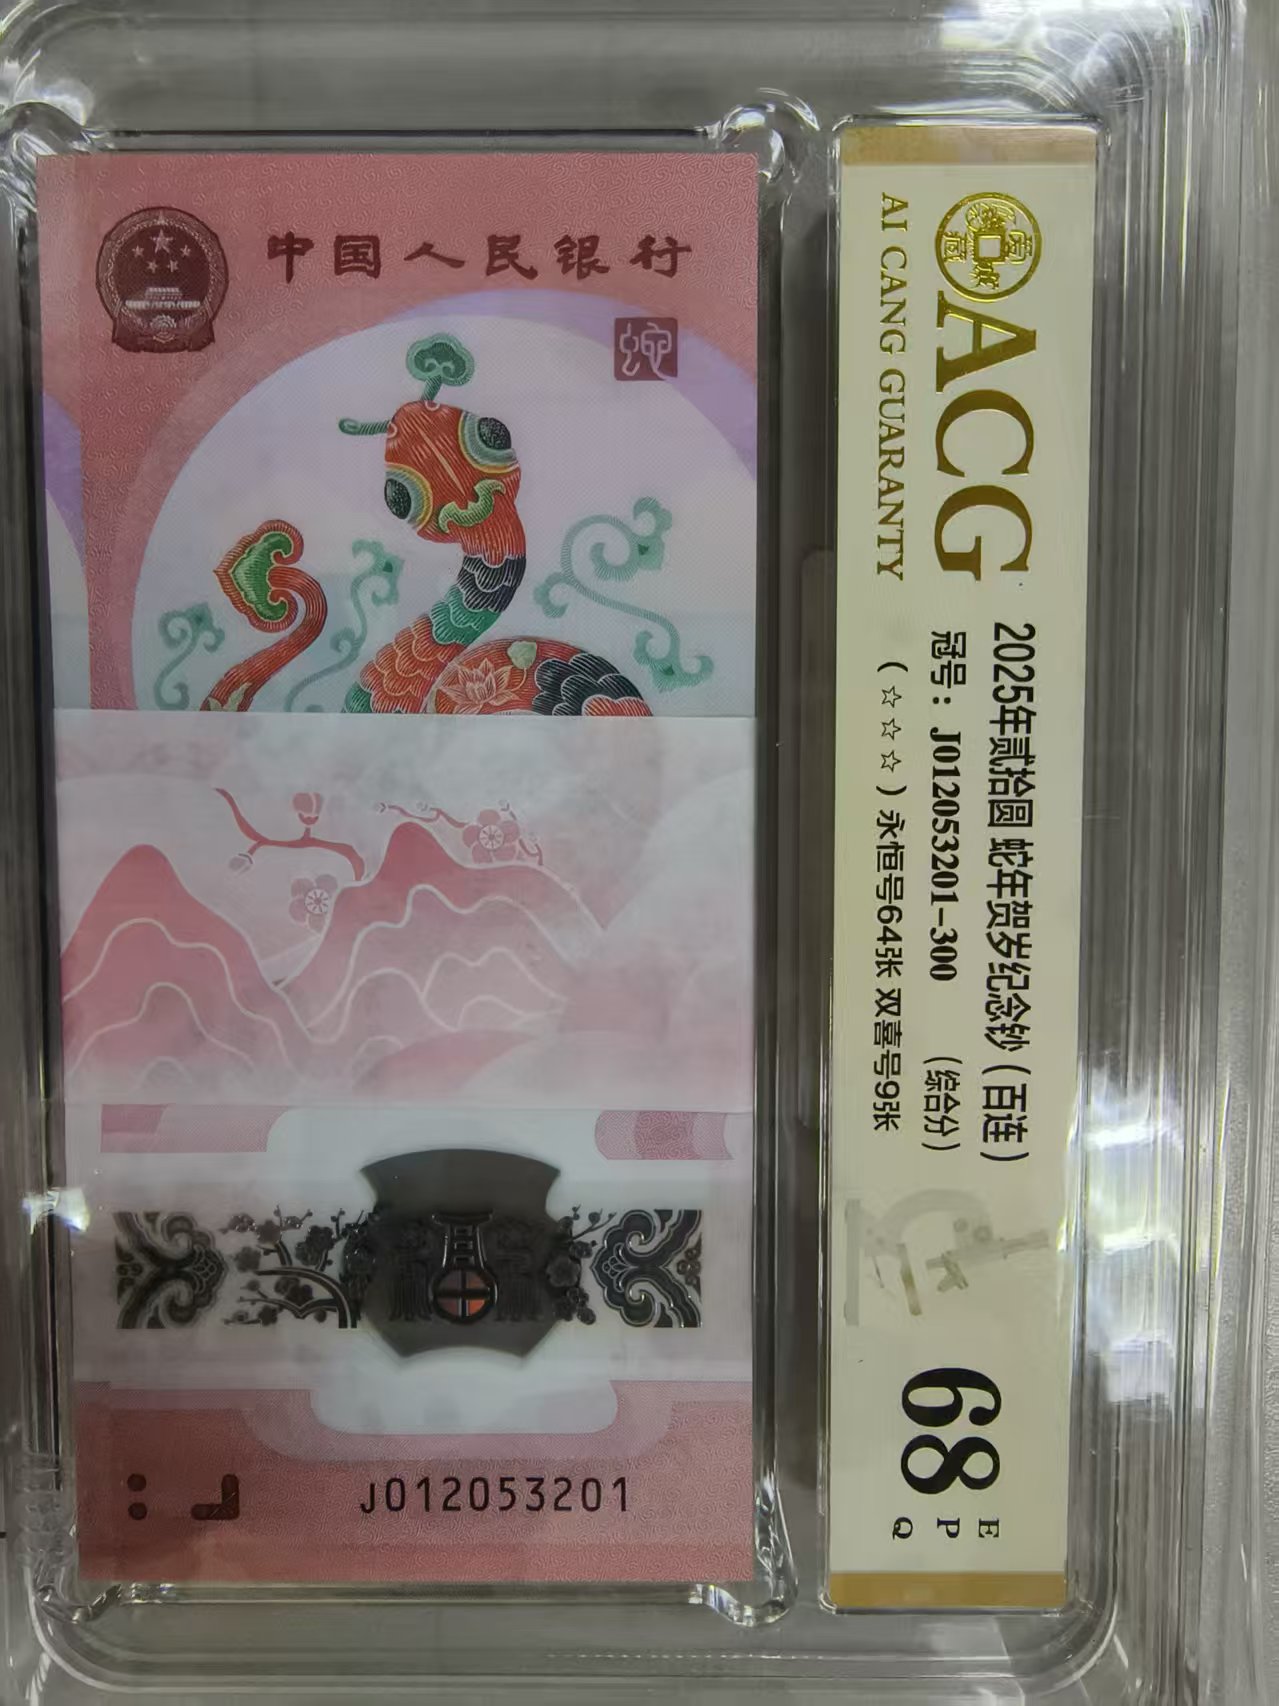 中国人民银行
蛇
J012053201
ACG
AI CANG GUARANTY
2025年贰拾圆 蛇年贺岁纪念钞（百连）
冠号：J012053201-300 （综合分）
（☆☆☆）永恒号64张 双喜号9张
68
E
P
Q